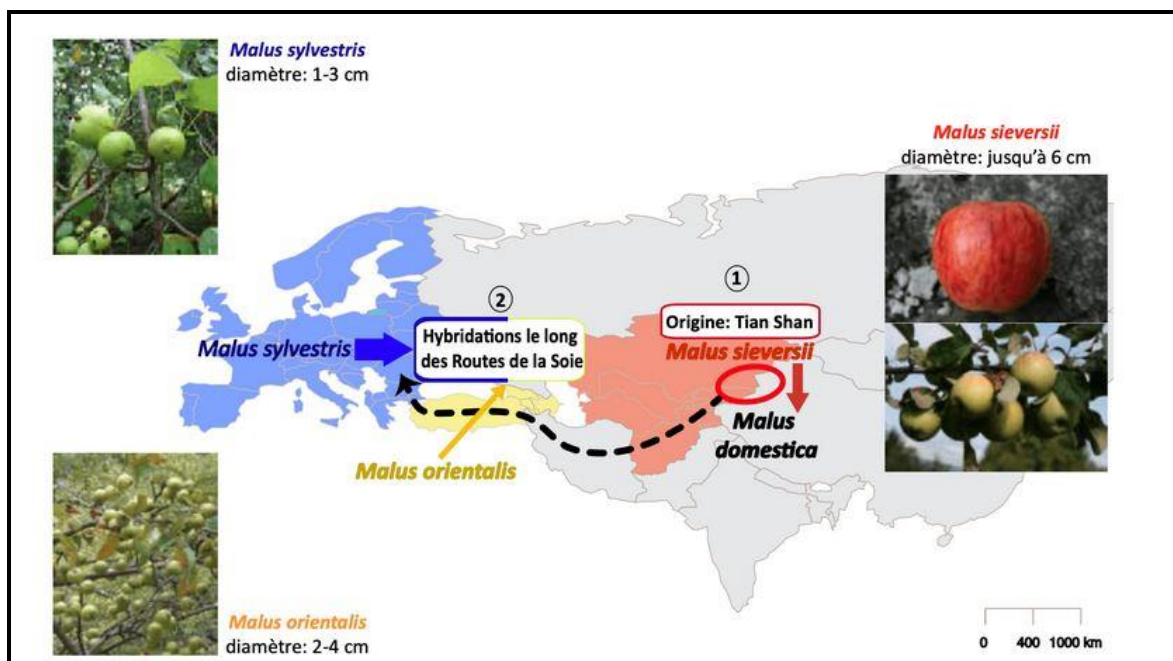 Malus sylvestris
diamètre: 1-3 cm
Malus sieversii
diamètre: jusqu'à 6 cm
②
①
Hybridations le long
des Routes de la Soie
Origine: Tian Shan
Malus sylvestris
Malus sieversii
Malus
domestica
Malus orientalis
Malus orientalis
diamètre: 2-4 cm
0 400 1000 km